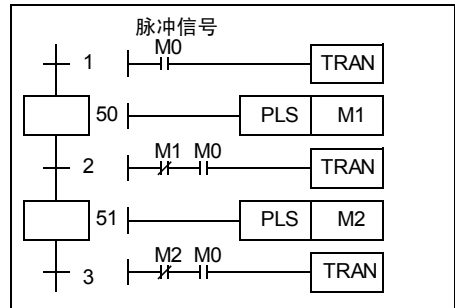 脉冲信号
M0
1 TRAN
50 PLS M1
M1 M0
2 TRAN
51 PLS M2
M2 M0
3 TRAN